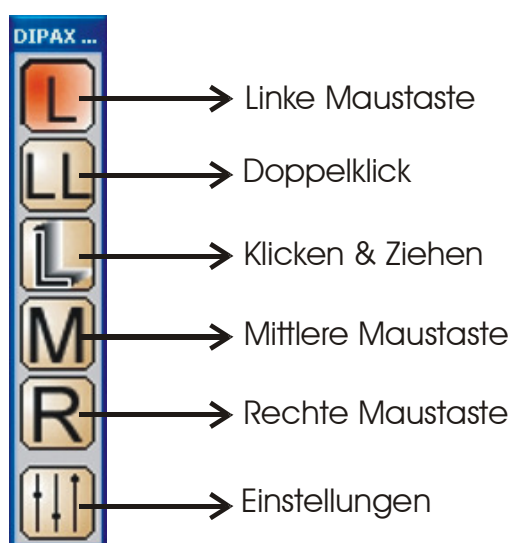 DIPAX ...
L Linke Maustaste
LL Doppelklick
L Klicken & Ziehen
M Mittlere Maustaste
R Rechte Maustaste
Einstellungen